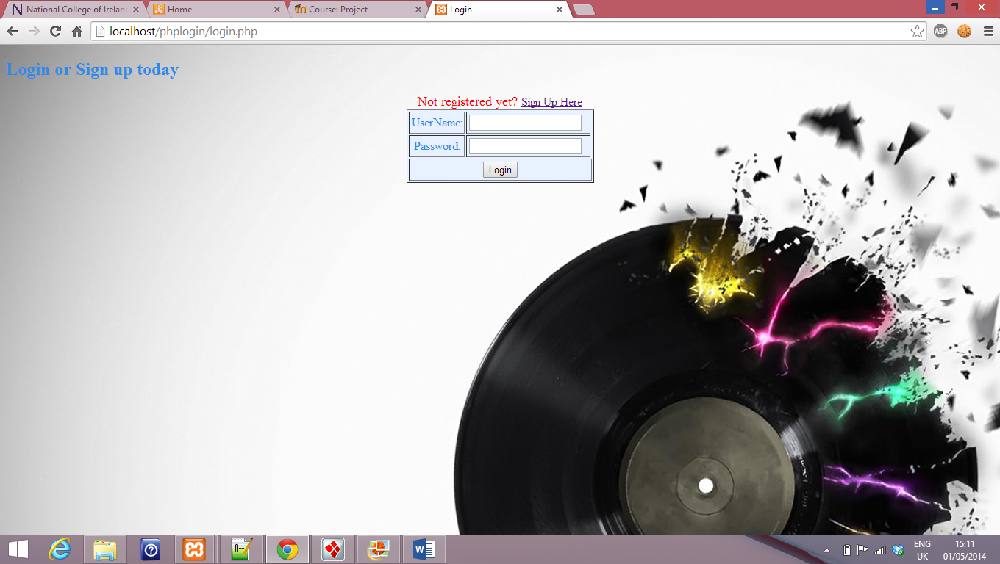 National College of Irelan
Home
Course: Project
Login
localhost/phplogin/login.php
ABP
Login or Sign up today
Not registered yet? Sign Up Here
UserName:
Password:
Login
ENG
UK
15:11
01/05/2014